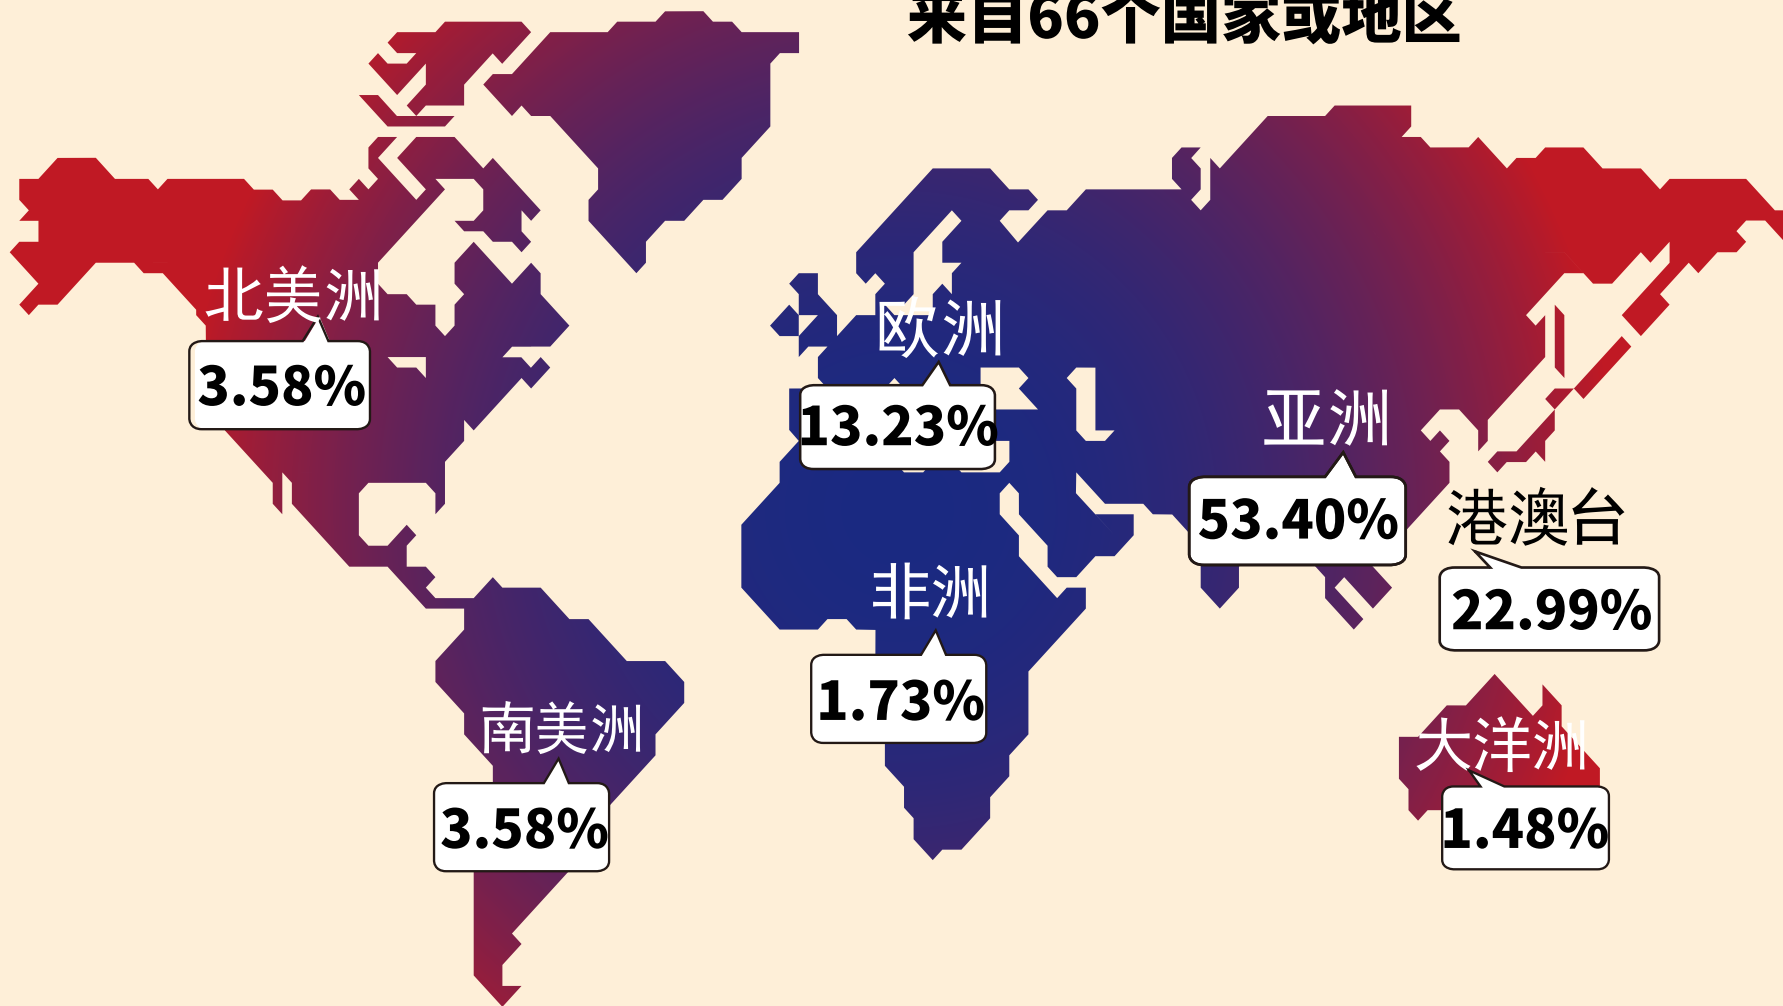 来自66个国家或地区
北美洲
3.58%
欧洲
13.23%
亚洲
53.40%
港澳台
22.99%
非洲
1.73%
南美洲
3.58%
大洋洲
1.48%